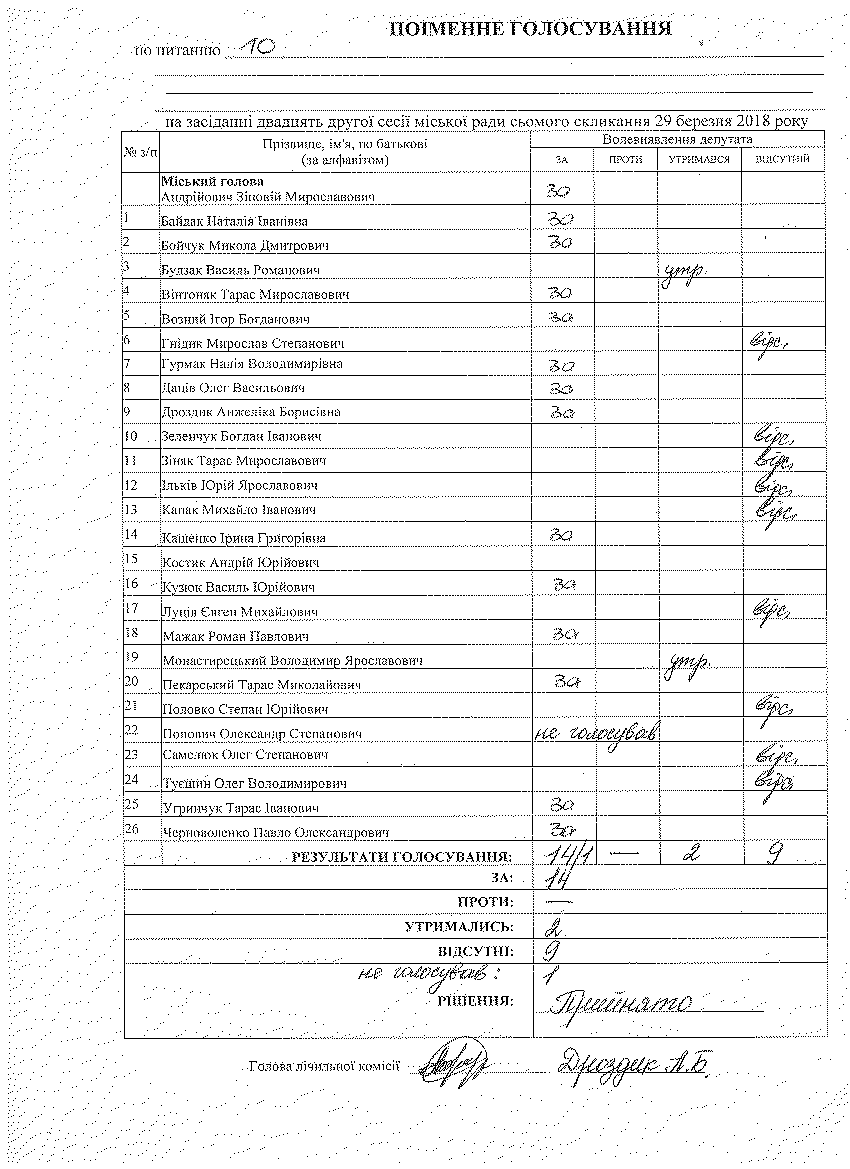 ПОІМЕННЕ ГОЛОСУВАННЯ
по питанню 10
на засіданні двадцять другої сесії міської ради сьомого скликання 29 березня 2018 року
№ з/п Прізвище, ім'я, по батькові (за алфавітом) Волевиявлення депутата
ЗА ПРОТИ УТРИМАВСЯ ВІДСУТНІЙ
Міський голова
Андрійович Зіновій Мирославович за
1 Байдак Наталія Іванівна за
2 Бойчук Микола Дмитрович за
3 Будзак Василь Романович утр.
4 Вінтоняк Тарас Мирославович за
5 Возний Ігор Богданович за
6 Гнідик Мирослав Степанович відс.
7 Гурмак Надія Володимирівна за
8 Даців Олег Васильович за
9 Дроздик Анжеліка Борисівна за
10 Зеленчук Богдан Іванович відс.
11 Зіняк Тарас Мирославович відс.
12 Ільків Юрій Ярославович відс.
13 Капак Михайло Іванович відс.
14 Кащенко Ірина Григорівна за
15 Костик Андрій Юрійович
16 Кузюк Василь Юрійович за
17 Луців Євген Михайлович відс.
18 Мажак Роман Павлович за
19 Монастирецький Володимир Ярославович утр.
20 Пекарський Тарас Миколайович за
21 Половко Степан Юрійович відс.
22 Попович Олександр Степанович не голосував
23 Самелюк Олег Степанович відс.
24 Туєшин Олег Володимирович відс.
25 Угринчук Тарас Іванович за
26 Черноволенко Павло Олександрович за
РЕЗУЛЬТАТИ ГОЛОСУВАННЯ: 14/1 — 2 9
ЗА: 14
ПРОТИ: —
УТРИМАЛИСЬ: 2
ВІДСУТНІ: 9
не голосував: 1
РІШЕННЯ: Прийнято
Голова лічильної комісії Дроздик А.Б.